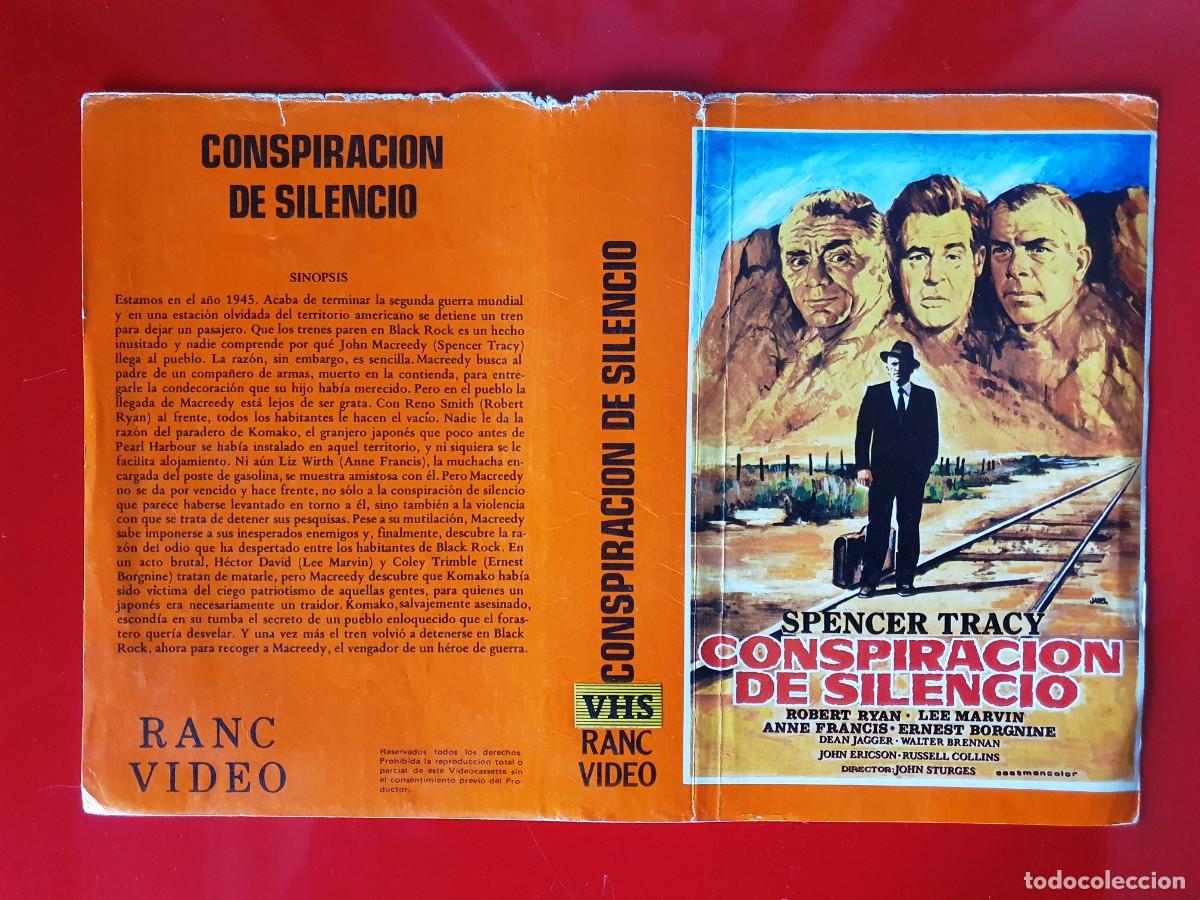 CONSPIRACION
DE SILENCIO
SINOPSIS
Estamos en el año 1945. Acaba de terminar la segunda guerra mundial
y en una estación olvidada del territorio americano se detiene un tren
para dejar un pasajero. Que los trenes paren en Black Rock es un hecho
inusitado y nadie comprende por qué John Macreedy (Spencer Tracy)
llega al pueblo. La razón, sin embargo, es sencilla. Macreedy busca al
padre de un compañero de armas, muerto en la contienda, para entre-
garle la condecoración que su hijo había merecido. Pero en el pueblo la
llegada de Macreedy está lejos de ser grata. Con Reno Smith (Robert
Ryan) al frente, todos los habitantes le hacen el vacío. Nadie le da la
razón del paradero de Komako, el granjero japonés que poco antes de
Pearl Harbour se había instalado en aquel territorio, y ni siquiera se le
facilita alojamiento. Ni aún Liz Wirth (Anne Francis), la muchacha en-
cargada del poste de gasolina, se muestra amistosa con él. Pero Macreedy
no se da por vencido y hace frente, no sólo a la conspiración de silencio
que parece haberse levantado en torno a él, sino también a la violencia
con que se trata de detener sus pesquisas. Pese a su mutilación, Macreedy
sabe imponerse a sus inesperados enemigos y, finalmente, descubre la ra-
zón del odio que ha despertado entre los habitantes de Black Rock. En
un acto brutal, Héctor David (Lee Marvin) y Coley Trimble (Ernest
Borgnine) tratan de matarle, pero Macreedy descubre que Komako había
sido víctima del ciego patriotismo de aquellas gentes, para quienes un
japonés era necesariamente un traidor. Komako, salvajemente asesinado,
escondía en su tumba el secreto de un pueblo enloquecido que el foras-
tero quería desvelar. Y una vez más el tren volvió a detenerse en Black
Rock, ahora para recoger a Macreedy, el vengador de un héroe de guerra.
RANC
VIDEO
Reservados todos los derechos.
Prohibida la reproducción total o
parcial de este Videocassette sin
el consentimiento previo del Pro-
ductor.
CONSPIRACION DE SILENCIO
VHS
RANC
VIDEO
JANO.
SPENCER TRACY
CONSPIRACION
DE SILENCIO
ROBERT RYAN · LEE MARVIN
ANNE FRANCIS · ERNEST BORGNINE
DEAN JAGGER · WALTER BRENNAN
JOHN ERICSON · RUSSELL COLLINS
DIRECTOR: JOHN STURGES
eastmancolor
todocoleccion